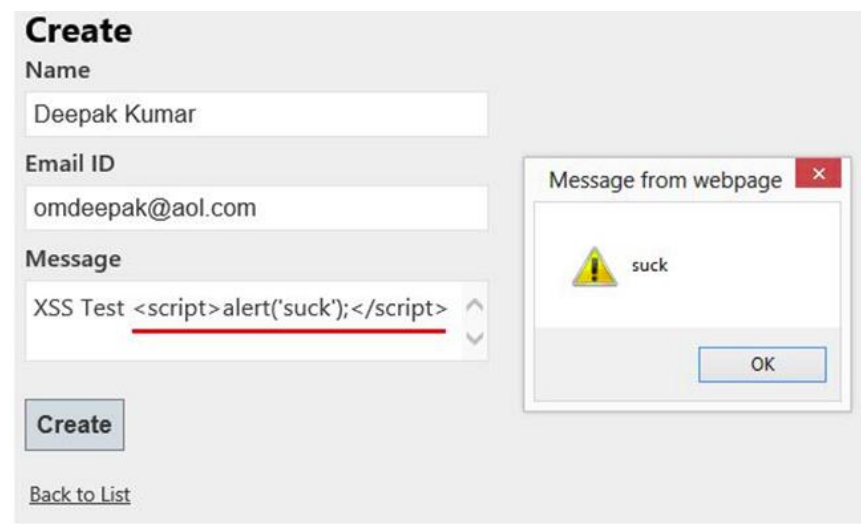 Create
Name
Deepak Kumar
Email ID
omdeepak@aol.com
Message
XSS Test <script>alert('suck');</script>
Create
Back to List
Message from webpage
suck
OK